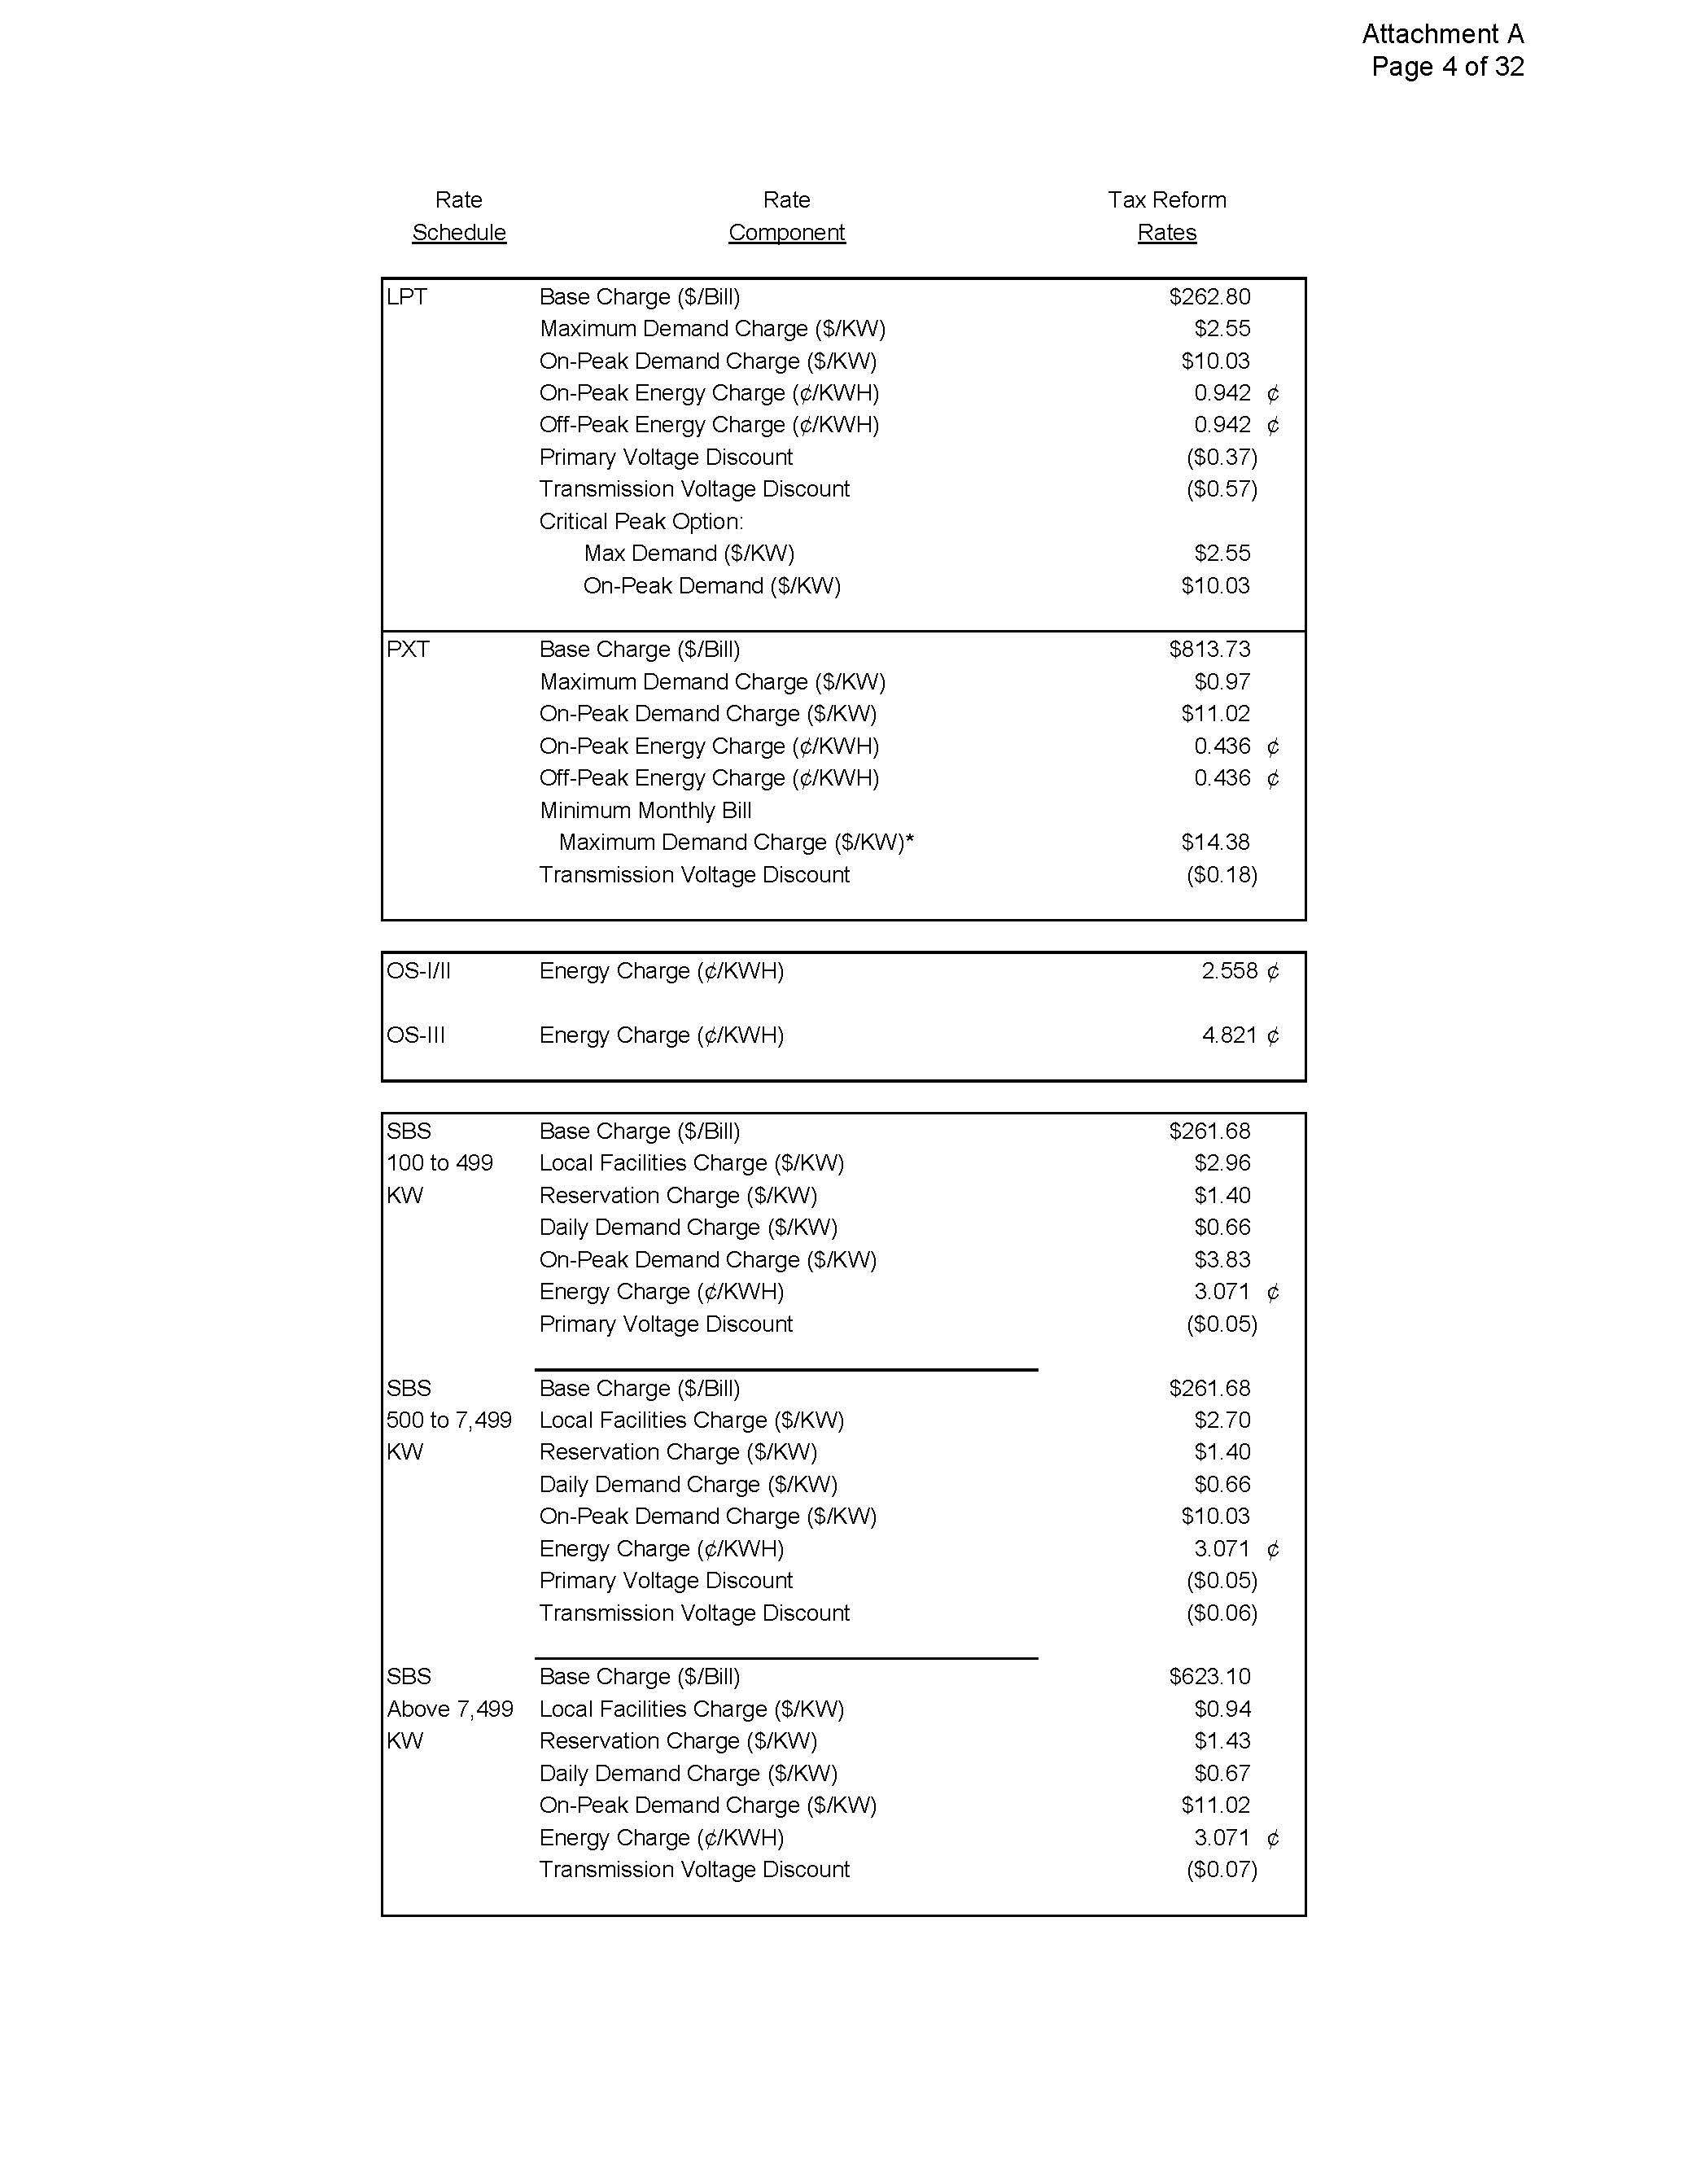 Attachment A
Page 4 of 32
Rate Rate Tax Reform
Schedule Component Rates
LPT Base Charge ($/Bill) $262.80
Maximum Demand Charge ($/KW) $2.55
On-Peak Demand Charge ($/KW) $10.03
On-Peak Energy Charge (¢/KWH) 0.942 ¢
Off-Peak Energy Charge (¢/KWH) 0.942 ¢
Primary Voltage Discount ($0.37)
Transmission Voltage Discount ($0.57)
Critical Peak Option:
Max Demand ($/KW) $2.55
On-Peak Demand ($/KW) $10.03
PXT Base Charge ($/Bill) $813.73
Maximum Demand Charge ($/KW) $0.97
On-Peak Demand Charge ($/KW) $11.02
On-Peak Energy Charge (¢/KWH) 0.436 ¢
Off-Peak Energy Charge (¢/KWH) 0.436 ¢
Minimum Monthly Bill
Maximum Demand Charge ($/KW)* $14.38
Transmission Voltage Discount ($0.18)
OS-I/II Energy Charge (¢/KWH) 2.558 ¢
OS-III Energy Charge (¢/KWH) 4.821 ¢
SBS Base Charge ($/Bill) $261.68
100 to 499 Local Facilities Charge ($/KW) $2.96
KW Reservation Charge ($/KW) $1.40
Daily Demand Charge ($/KW) $0.66
On-Peak Demand Charge ($/KW) $3.83
Energy Charge (¢/KWH) 3.071 ¢
Primary Voltage Discount ($0.05)
SBS Base Charge ($/Bill) $261.68
500 to 7,499 Local Facilities Charge ($/KW) $2.70
KW Reservation Charge ($/KW) $1.40
Daily Demand Charge ($/KW) $0.66
On-Peak Demand Charge ($/KW) $10.03
Energy Charge (¢/KWH) 3.071 ¢
Primary Voltage Discount ($0.05)
Transmission Voltage Discount ($0.06)
SBS Base Charge ($/Bill) $623.10
Above 7,499 Local Facilities Charge ($/KW) $0.94
KW Reservation Charge ($/KW) $1.43
Daily Demand Charge ($/KW) $0.67
On-Peak Demand Charge ($/KW) $11.02
Energy Charge (¢/KWH) 3.071 ¢
Transmission Voltage Discount ($0.07)